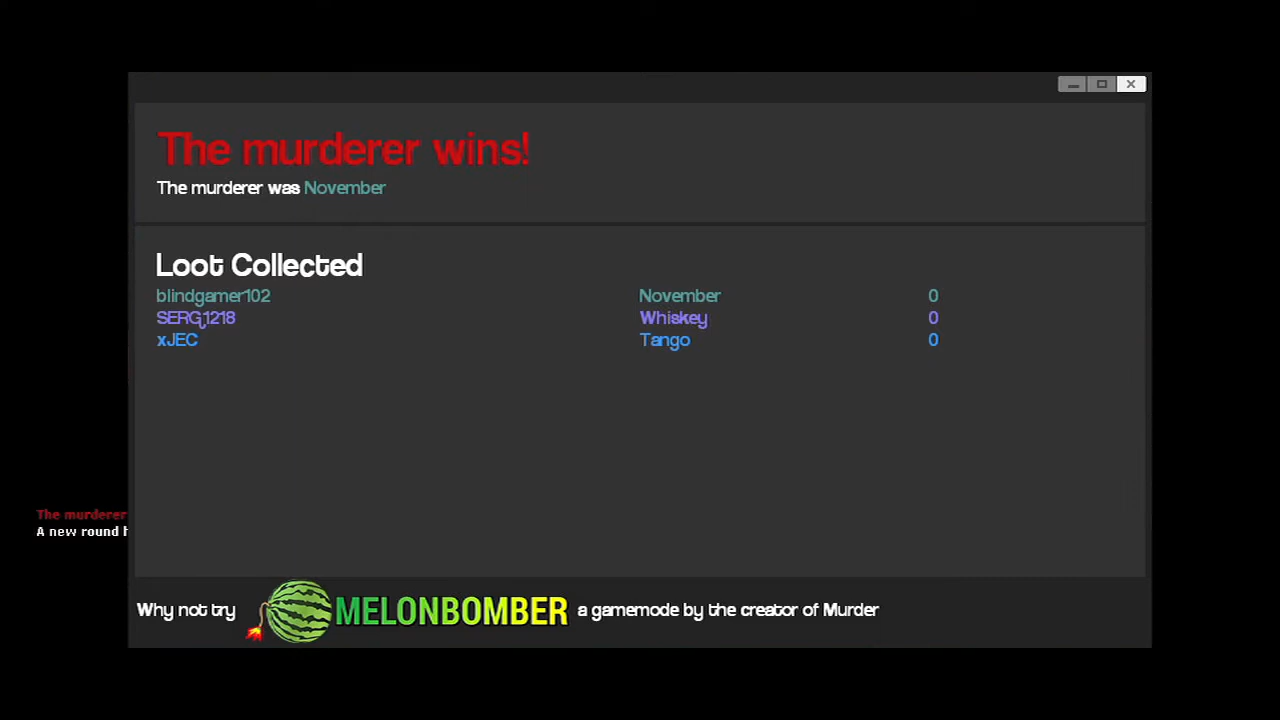 The murderer wins!
The murderer was November
Loot Collected
blindgamer102 November 0
SERG1218 Whiskey 0
xJEC Tango 0
The murderer
A new round
Why not try MELONBOMBER a gamemode by the creator of Murder